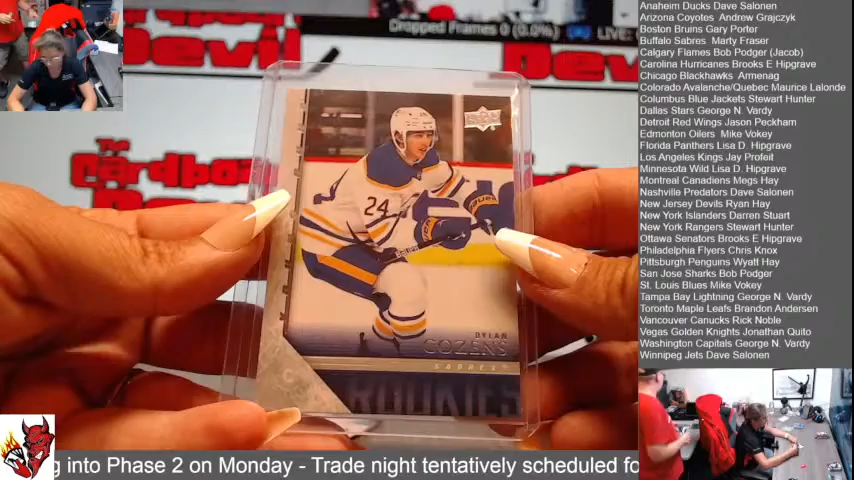 Dropped Frames 0 (0.0%)
LIVE:
Devil
De
The
Cardboard
Devil
24
UPPER DECK
DYLAN
COZENS
SABRES
ROOKIES
Anaheim Ducks Dave Salonen
Arizona Coyotes Andrew Grajczyk
Boston Bruins Gary Porter
Buffalo Sabres Marty Fraser
Calgary Flames Bob Podger (Jacob)
Carolina Hurricanes Brooks E Hipgrave
Chicago Blackhawks Armenag
Colorado Avalanche/Quebec Maurice Lalonde
Columbus Blue Jackets Stewart Hunter
Dallas Stars George N. Vardy
Detroit Red Wings Jason Peckham
Edmonton Oilers Mike Vokey
Florida Panthers Lisa D. Hipgrave
Los Angeles Kings Jay Profeit
Minnesota Wild Lisa D. Hipgrave
Montreal Canadiens Megs Hay
Nashville Predators Dave Salonen
New Jersey Devils Ryan Hay
New York Islanders Darren Stuart
New York Rangers Stewart Hunter
Ottawa Senators Brooks E Hipgrave
Philadelphia Flyers Chris Knox
Pittsburgh Penguins Wyatt Hay
San Jose Sharks Bob Podger
St. Louis Blues Mike Vokey
Tampa Bay Lightning George N. Vardy
Toronto Maple Leafs Brandon Andersen
Vancouver Canucks Rick Noble
Vegas Golden Knights Jonathan Quito
Washington Capitals George N. Vardy
Winnipeg Jets Dave Salonen
g into Phase 2 on Monday - Trade night tentatively scheduled fo